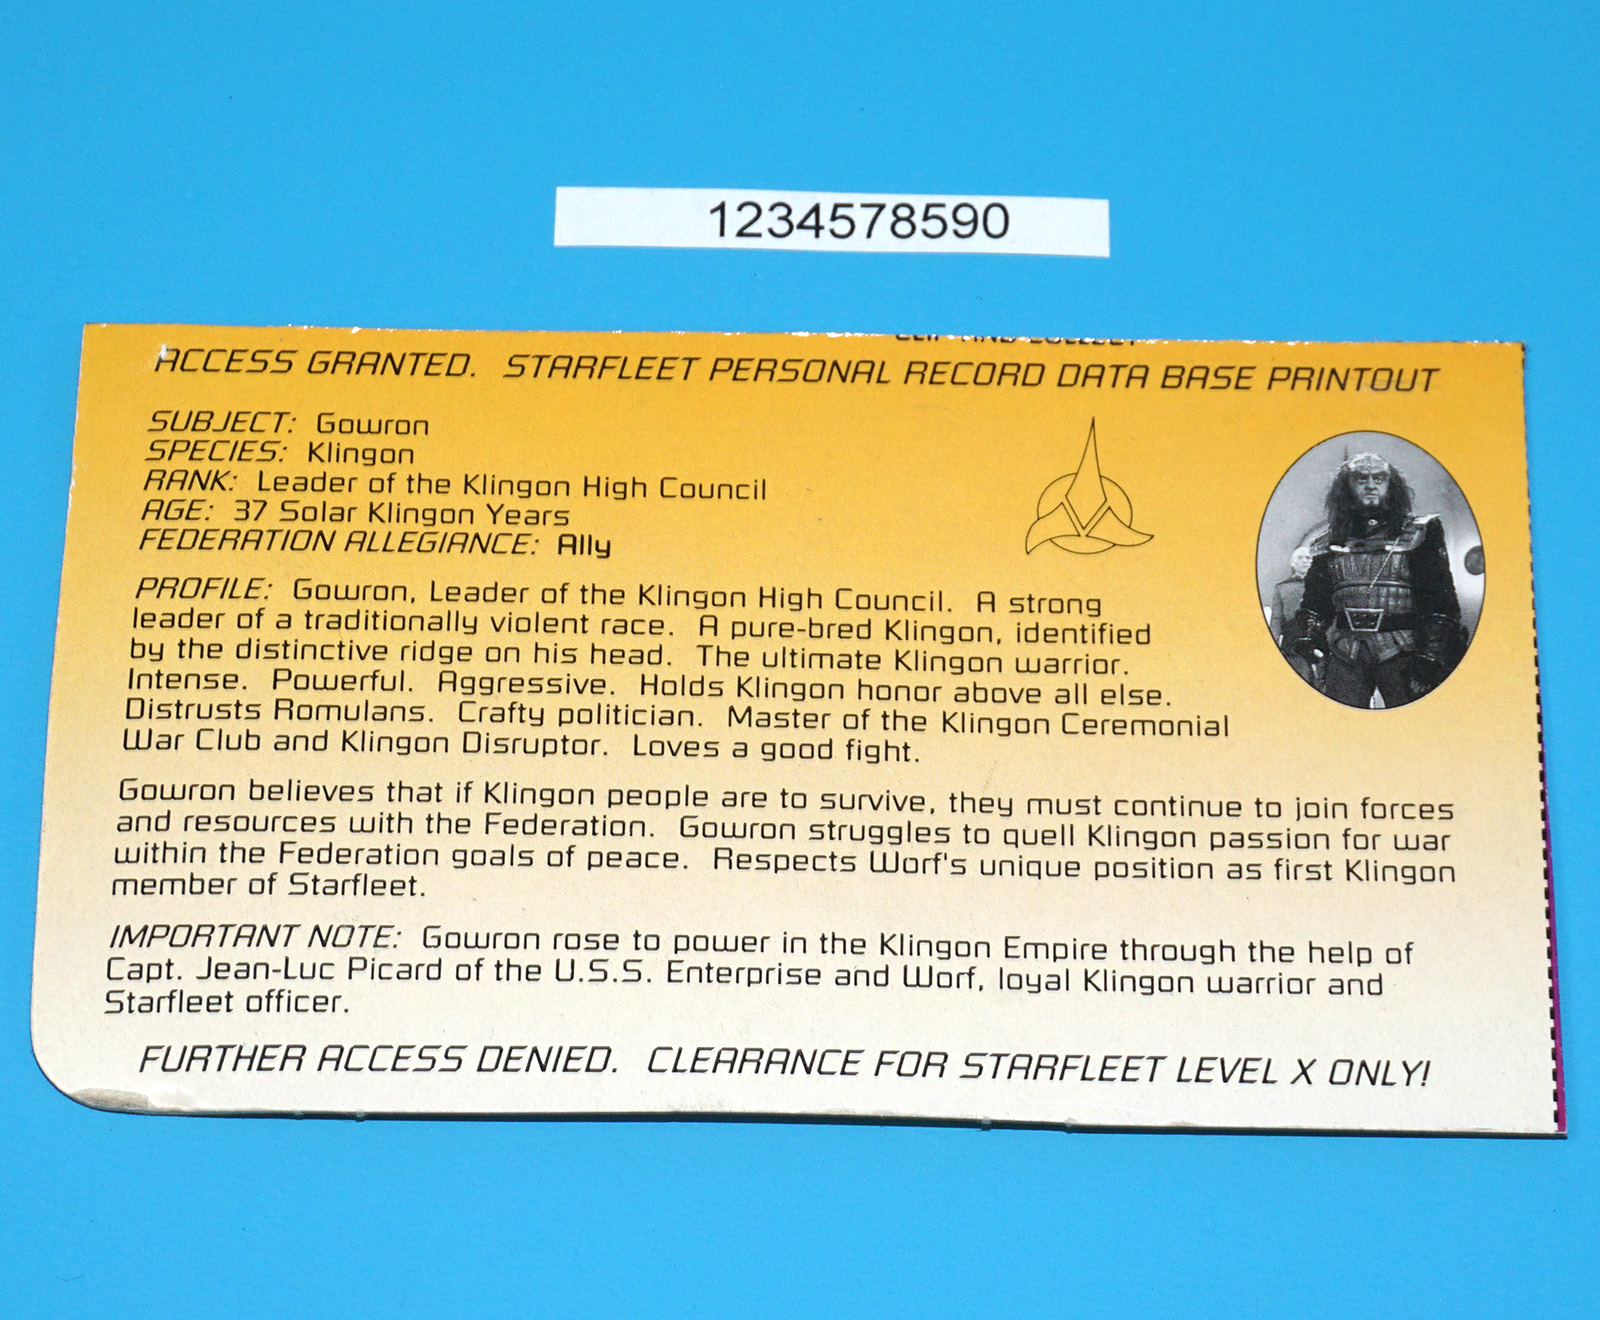 1234578590
CLIP AND COLLECT
ACCESS GRANTED. STARFLEET PERSONAL RECORD DATA BASE PRINTOUT
SUBJECT: Gowron
SPECIES: Klingon
RANK: Leader of the Klingon High Council
AGE: 37 Solar Klingon Years
FEDERATION ALLEGIANCE: Ally
PROFILE: Gowron, Leader of the Klingon High Council. A strong
leader of a traditionally violent race. A pure-bred Klingon, identified
by the distinctive ridge on his head. The ultimate Klingon warrior.
Intense. Powerful. Aggressive. Holds Klingon honor above all else.
Distrusts Romulans. Crafty politician. Master of the Klingon Ceremonial
War Club and Klingon Disruptor. Loves a good fight.
Gowron believes that if Klingon people are to survive, they must continue to join forces
and resources with the Federation. Gowron struggles to quell Klingon passion for war
within the Federation goals of peace. Respects Worf's unique position as first Klingon
member of Starfleet.
IMPORTANT NOTE: Gowron rose to power in the Klingon Empire through the help of
Capt. Jean-Luc Picard of the U.S.S. Enterprise and Worf, loyal Klingon warrior and
Starfleet officer.
FURTHER ACCESS DENIED. CLEARANCE FOR STARFLEET LEVEL X ONLY!